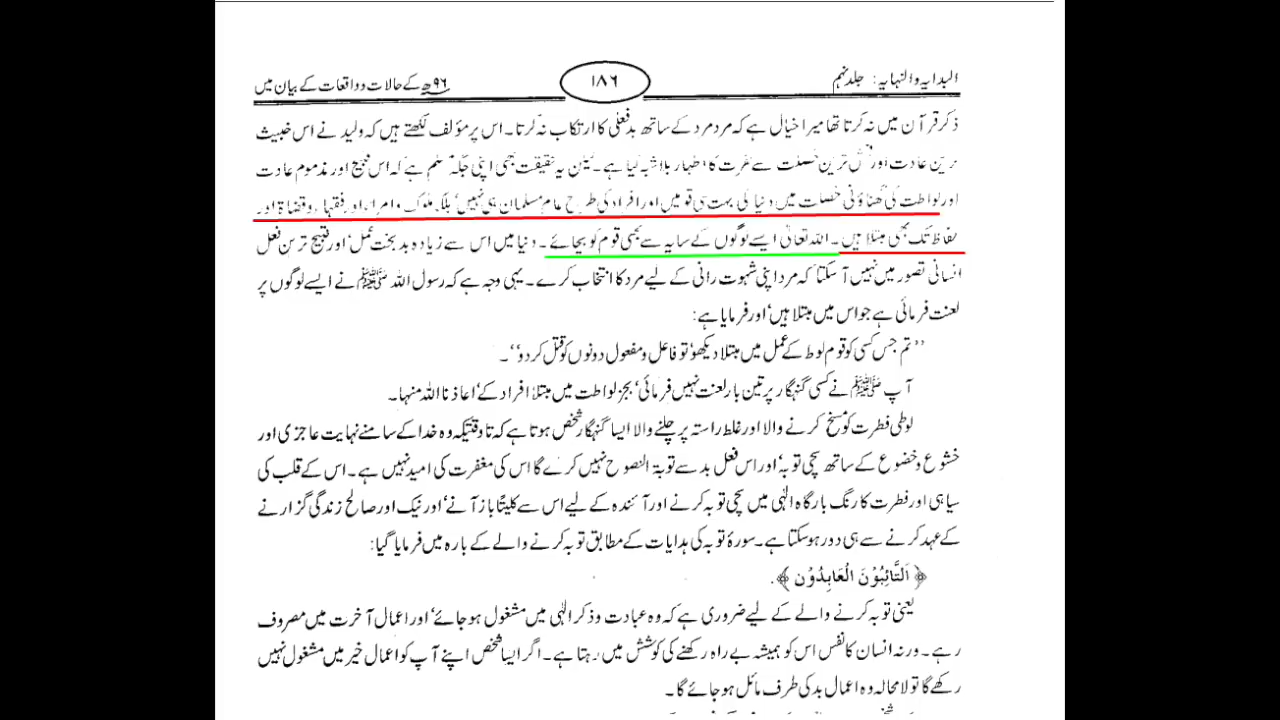 البدایہ والنہایہ: جلد نہم
۱۸۶
۹۶ھ کے حالات و واقعات کے بیان میں
ذکر قرآن میں نہ کرتا تھا میرا خیال ہے کہ مرد مرد کے ساتھ بدفعلی کا ارتکاب نہ کرتا۔ اس پر مؤلف لکھتے ہیں کہ ولید نے اس خبیث
ترین عادت اور فحش ترین خصلت سے نفرت کا اظہار بلاشبہ کیا ہے۔ لیکن یہ حقیقت بھی اپنی جگہ مسلم ہے کہ اس قبیح اور مذموم عادت
اور لواطت کی گھناؤنی خصلت میں دنیا کی بہت سی قومیں اور افراد کی طرح عام مسلمان ہی نہیں' بلکہ ملوک و امراء اور فقہاء و قضاۃ اور
حفاظ تک بھی مبتلا ہیں۔ اللہ تعالیٰ ایسے لوگوں کے سایہ سے بھی قوم کو بچائے۔ دنیا میں اس سے زیادہ بدبخت عمل' اور قبیح ترین فعل
انسانی تصور میں نہیں آ سکتا کہ مرد اپنی شہوت رانی کے لیے مرد کا انتخاب کرے۔ یہی وجہ ہے کہ رسول اللہ ﷺ نے ایسے لوگوں پر
لعنت فرمائی ہے جو اس میں مبتلا ہیں' اور فرمایا ہے:
''تم جس کسی کو قوم لوط کے عمل میں مبتلا دیکھو' تو فاعل و مفعول دونوں کو قتل کر دو''۔
آپ ﷺ نے کسی گنہگار پر تین بار لعنت نہیں فرمائی' بجز لواطت میں مبتلا افراد کے' اعاذنا اللہ منہا۔
لوطی فطرت کو مسخ کرنے والا اور غلط راستہ پر چلنے والا ایسا گنہگار شخص ہوتا ہے کہ تاوقتیکہ وہ خدا کے سامنے نہایت عاجزی اور
خشوع و خضوع کے ساتھ سچی توبہ' اور اس فعل بد سے توبۃ النصوح نہیں کرے گا اس کی مغفرت کی امید نہیں ہے۔ اس کے قلب کی
سیاہی اور فطرت کا رنگ بارگاہ الٰہی میں سچی توبہ کرنے اور آئندہ کے لیے اس سے کلیتًا باز آنے' اور نیک اور صالح زندگی گزارنے
کے عہد کرنے سے ہی دور ہو سکتا ہے۔ سورۂ توبہ کی ہدایات کے مطابق توبہ کرنے والے کے بارہ میں فرمایا گیا:
﴿اَلتَّائِبُوْنَ الْعَابِدُوْن﴾.
یعنی توبہ کرنے والے کے لیے ضروری ہے کہ وہ عبادت و ذکر الٰہی میں مشغول ہو جائے' اور اعمال آخرت میں مصروف
رہے۔ ورنہ انسان کا نفس اس کو ہمیشہ بے راہ رکھنے کی کوشش میں رہتا ہے۔ اگر ایسا شخص اپنے آپ کو اعمال خیر میں مشغول نہیں
رکھے گا تو لامحالہ وہ اعمال بد کی طرف مائل ہو جائے گا۔